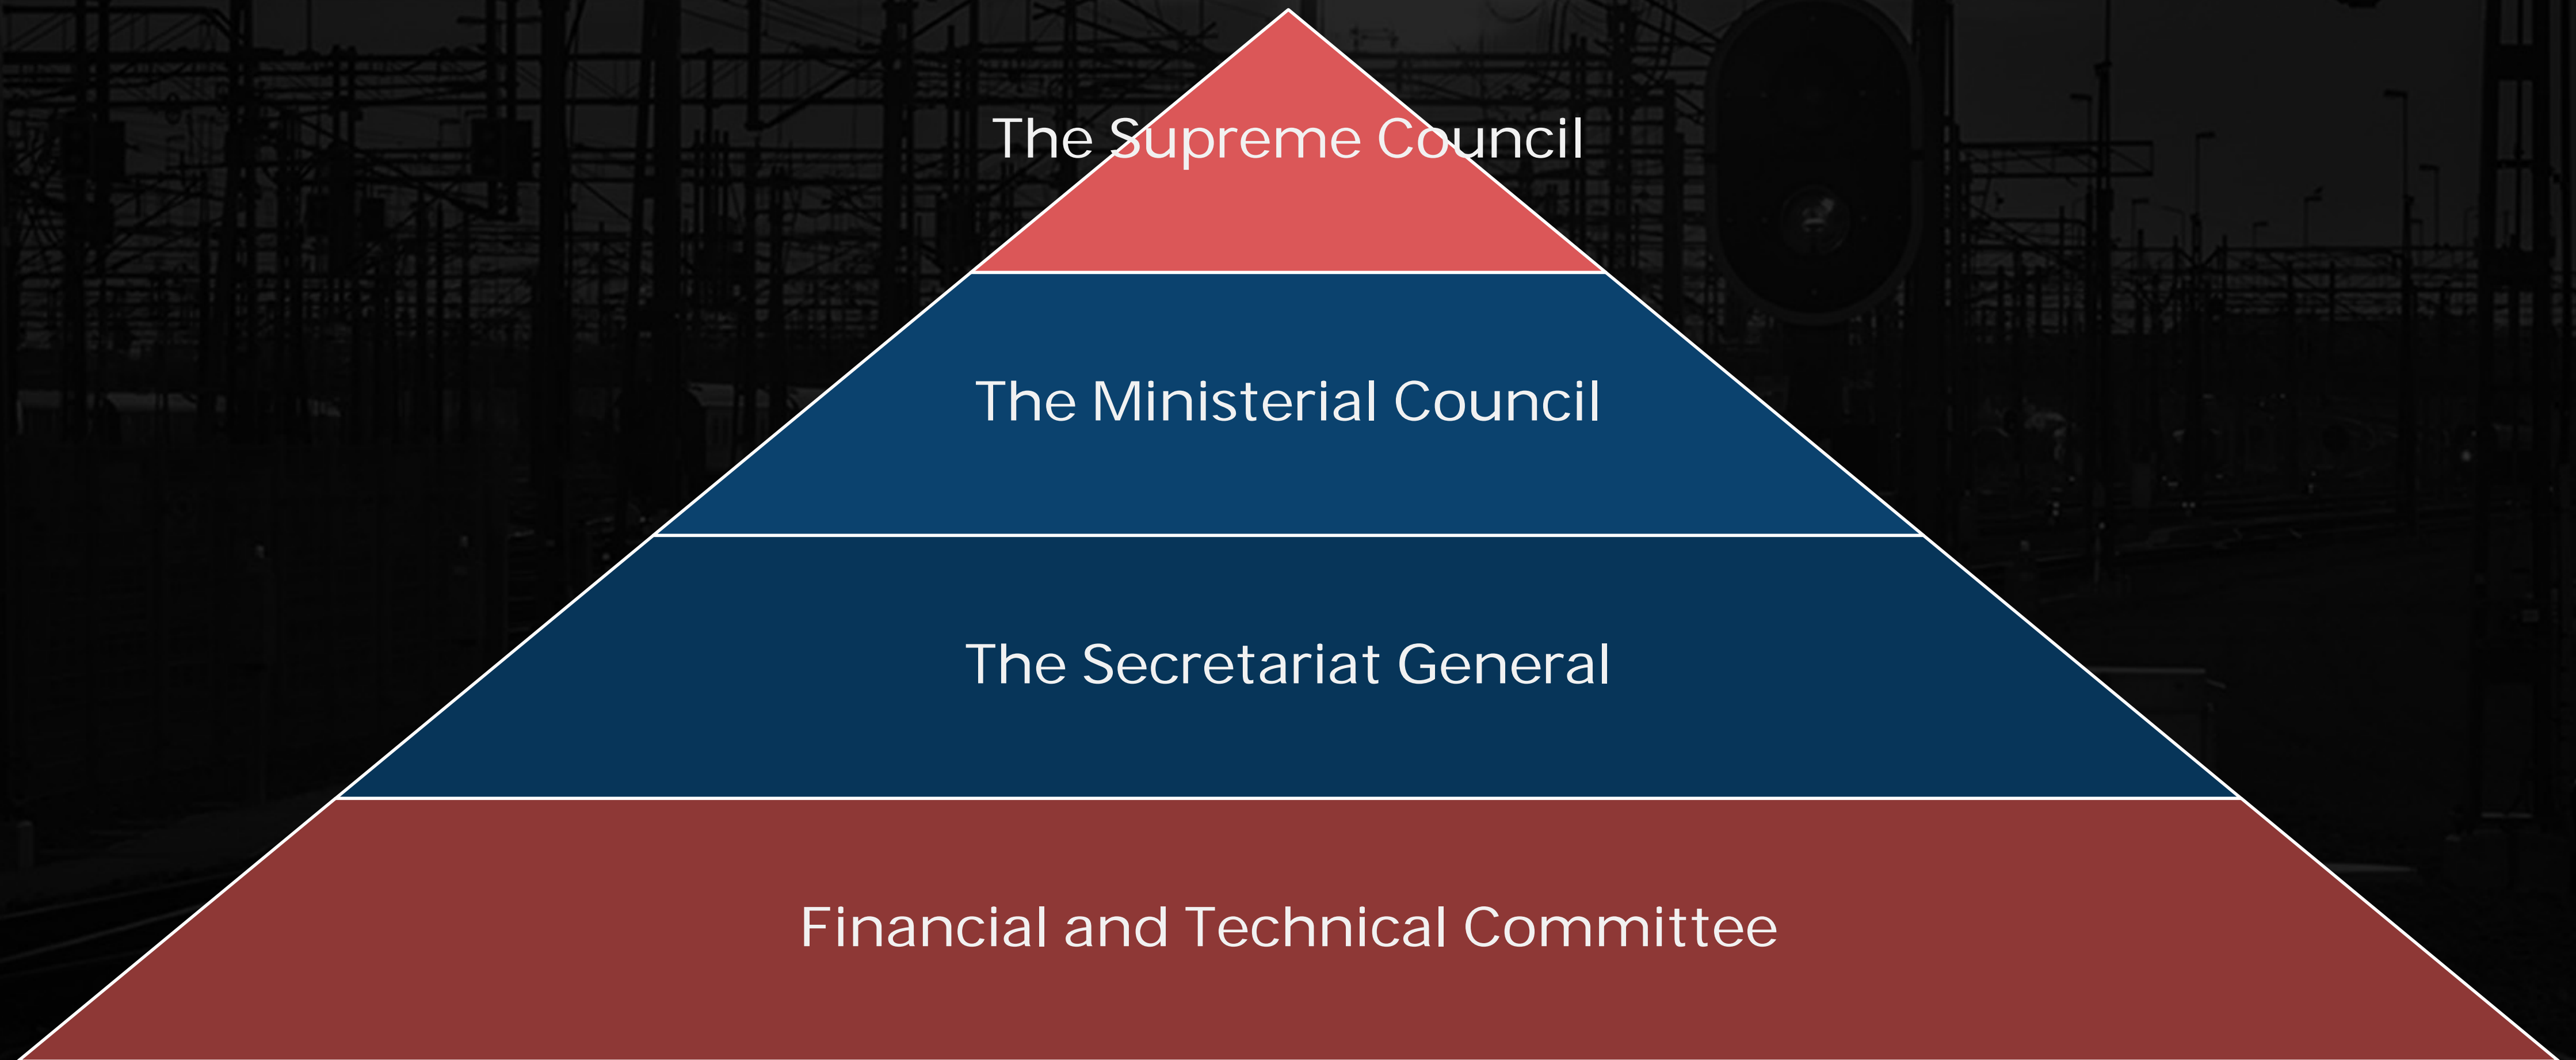 The Supreme Council
The Ministerial Council
The Secretariat General
Financial and Technical Committee